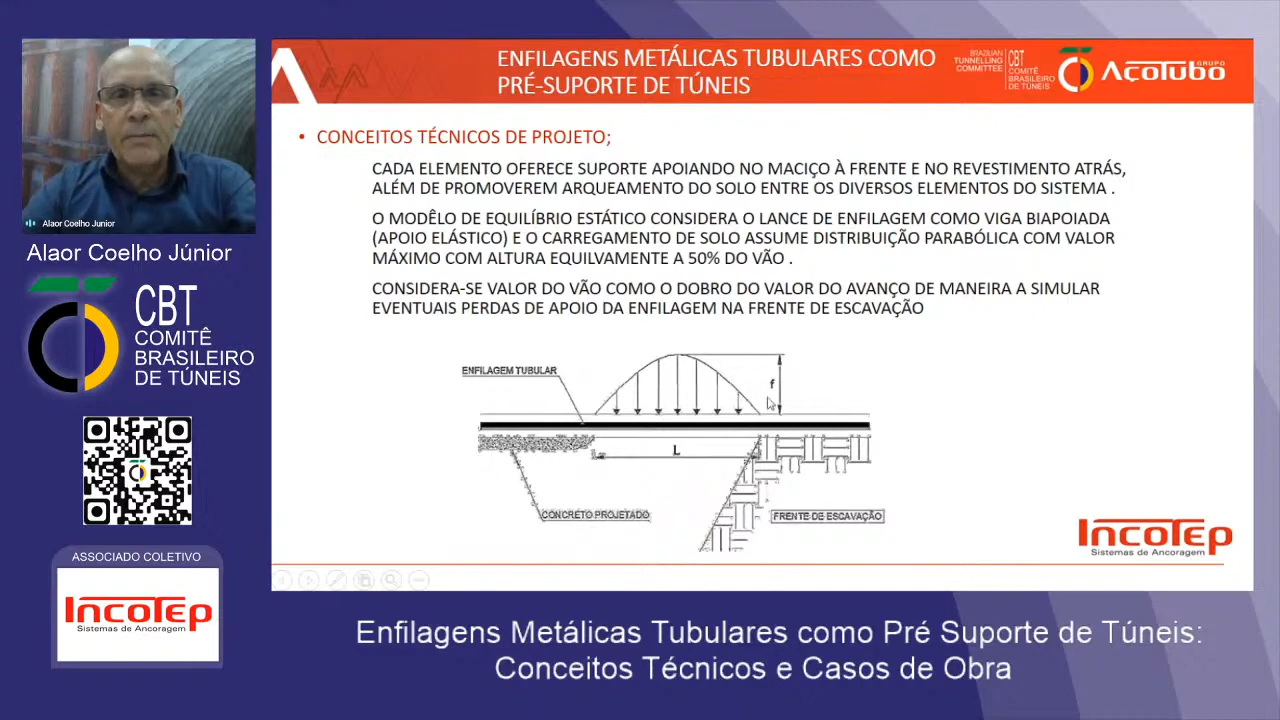 ENFILAGENS METÁLICAS TUBULARES COMO
PRÉ-SUPORTE DE TÚNEIS
BRAZILIAN
TUNNELLING
COMMITTEE
CBT
COMITÊ
BRASILEIRO
DE TÚNEIS
GRUPO
AÇOTUBO
• CONCEITOS TÉCNICOS DE PROJETO;
CADA ELEMENTO OFERECE SUPORTE APOIANDO NO MACIÇO À FRENTE E NO REVESTIMENTO ATRÁS,
ALÉM DE PROMOVEREM ARQUEAMENTO DO SOLO ENTRE OS DIVERSOS ELEMENTOS DO SISTEMA .
O MODÊLO DE EQUILÍBRIO ESTÁTICO CONSIDERA O LANCE DE ENFILAGEM COMO VIGA BIAPOIADA
(APOIO ELÁSTICO) E O CARREGAMENTO DE SOLO ASSUME DISTRIBUIÇÃO PARABÓLICA COM VALOR
MÁXIMO COM ALTURA EQUILVAMENTE A 50% DO VÃO .
CONSIDERA-SE VALOR DO VÃO COMO O DOBRO DO VALOR DO AVANÇO DE MANEIRA A SIMULAR
EVENTUAIS PERDAS DE APOIO DA ENFILAGEM NA FRENTE DE ESCAVAÇÃO
ENFILAGEM TUBULAR
f
L
CONCRETO PROJETADO
FRENTE DE ESCAVAÇÃO
INCOTEP
Sistemas de Ancoragem
Alaor Coelho Junior
Alaor Coelho Júnior
CBT
COMITÊ
BRASILEIRO
DE TÚNEIS
ASSOCIADO COLETIVO
INCOTEP
Sistemas de Ancoragem
Enfilagens Metálicas Tubulares como Pré Suporte de Túneis:
Conceitos Técnicos e Casos de Obra